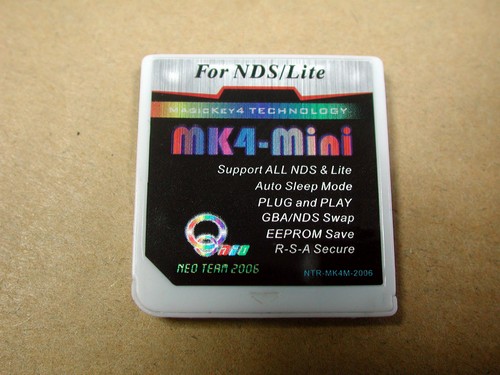 For NDS/Lite
MAGICKEY4 TECHNOLOGY
MK4-Mini
Support ALL NDS & Lite
Auto Sleep Mode
PLUG and PLAY
GBA/NDS Swap
EEPROM Save
R-S-A Secure
neo
NEO TEAM 2006
NTR-MK4M-2006